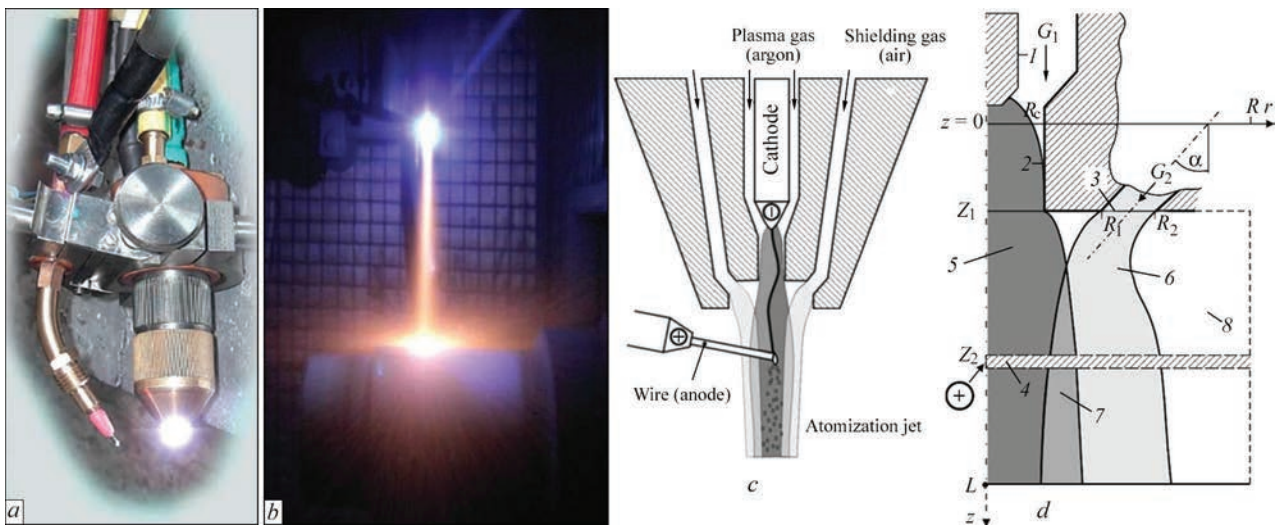 a
b
Plasma gas
(argon)
Shielding gas
(air)
Cathode
−
+
Wire (anode)
Atomization jet
c
G₁
1
z = 0
R_c
R r
2
α
3
G₂
Z₁
R₁
R₂
5
6
8
Z₂
4
+
7
L
z
d